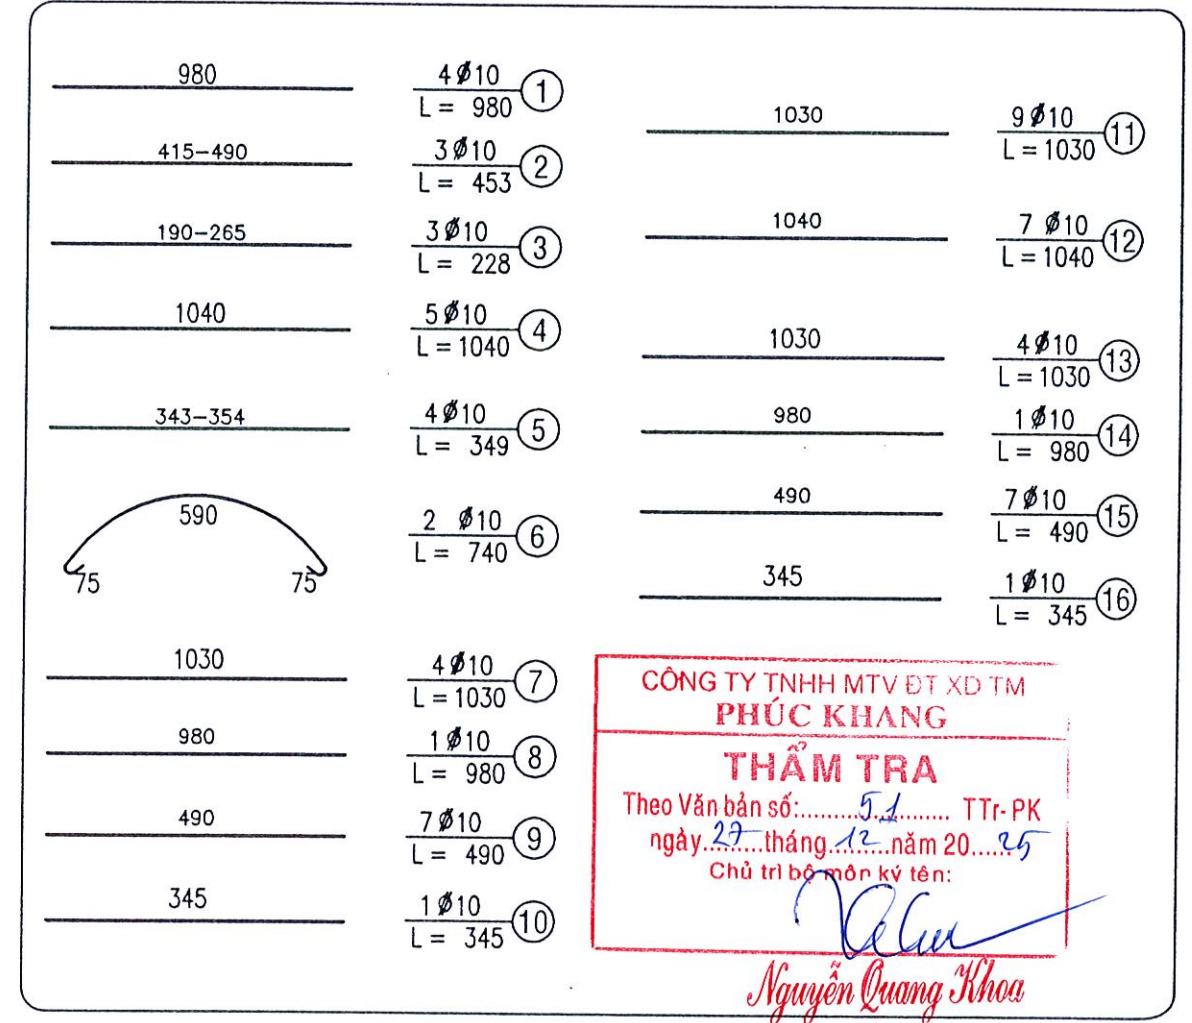 980
4Ø10
L= 980 1
415-490
3Ø10
L= 453 2
190-265
3Ø10
L= 228 3
1040
5Ø10
L=1040 4
343-354
4Ø10
L= 349 5
590
75 75
2 Ø10
L= 740 6
1030
4Ø10
L=1030 7
980
1Ø10
L= 980 8
490
7Ø10
L= 490 9
345
1Ø10
L= 345 10
1030
9Ø10
L=1030 11
1040
7 Ø10
L=1040 12
1030
4Ø10
L=1030 13
980
1Ø10
L= 980 14
490
7Ø10
L= 490 15
345
1Ø10
L= 345 16
CÔNG TY TNHH MTV ĐT XD TM
PHÚC KHANG
THẨM TRA
Theo Văn bản số:..........51.......... TTr-PK
ngày..27..tháng..12..năm 20..25
Chủ trì bộ môn ký tên:
Nguyễn Quang Khoa